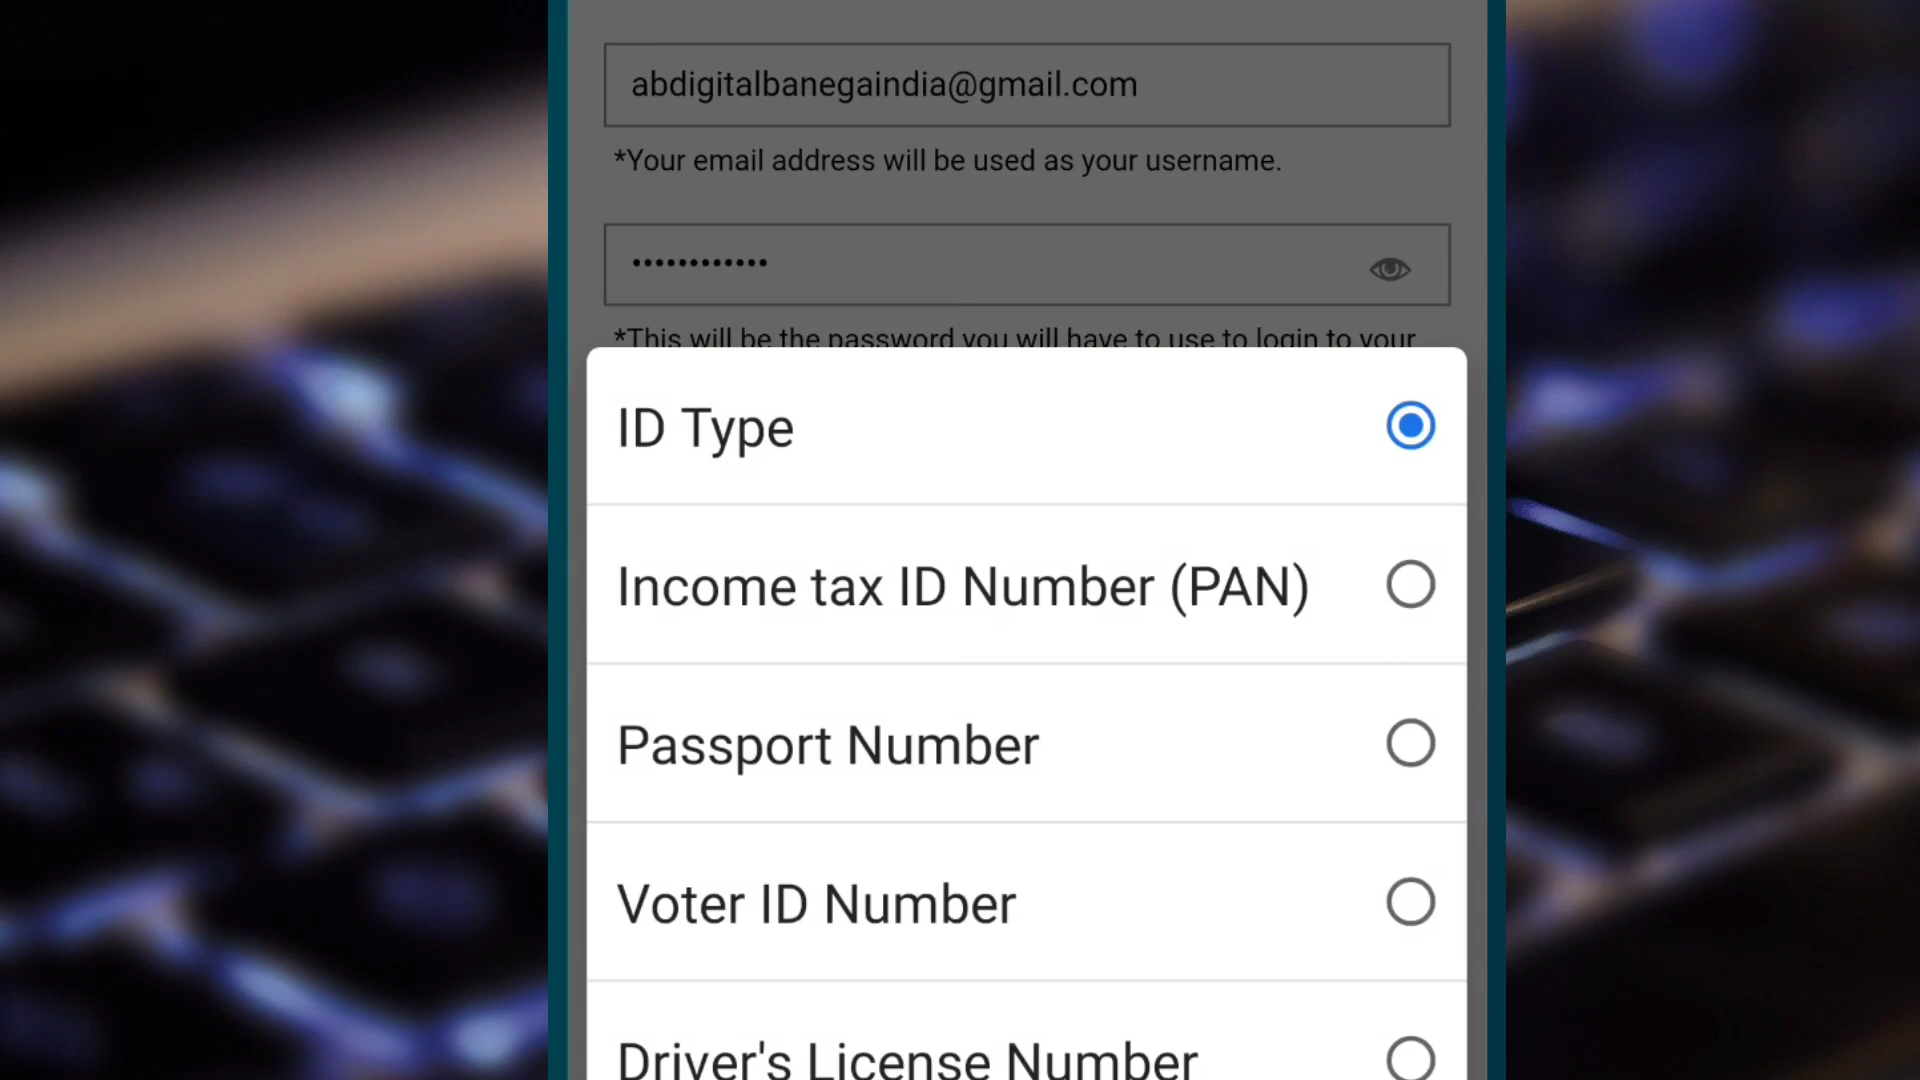 abdigitalbanegaindia@gmail.com
*Your email address will be used as your username.
••••••••••••
*This will be the password you will have to use to login to your
ID Type
Income tax ID Number (PAN)
Passport Number
Voter ID Number
Driver's License Number